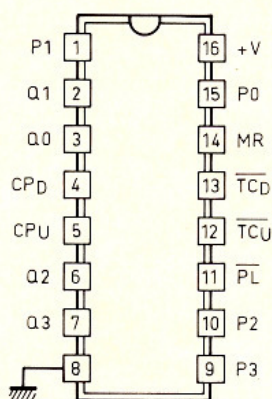 P1 1 16 +V
Q1 2 15 P0
Q0 3 14 MR
CPD 4 13 TCD
CPU 5 12 TCU
Q2 6 11 PL
Q3 7 10 P2
8 9 P3